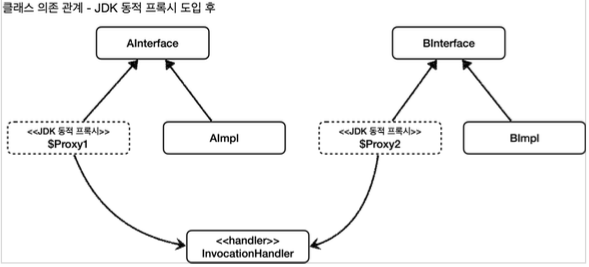 클래스 의존 관계 - JDK 동적 프록시 도입 후
AInterface
BInterface
<<JDK 동적 프록시>>
$Proxy1
AImpl
<<JDK 동적 프록시>>
$Proxy2
BImpl
<<handler>>
InvocationHandler